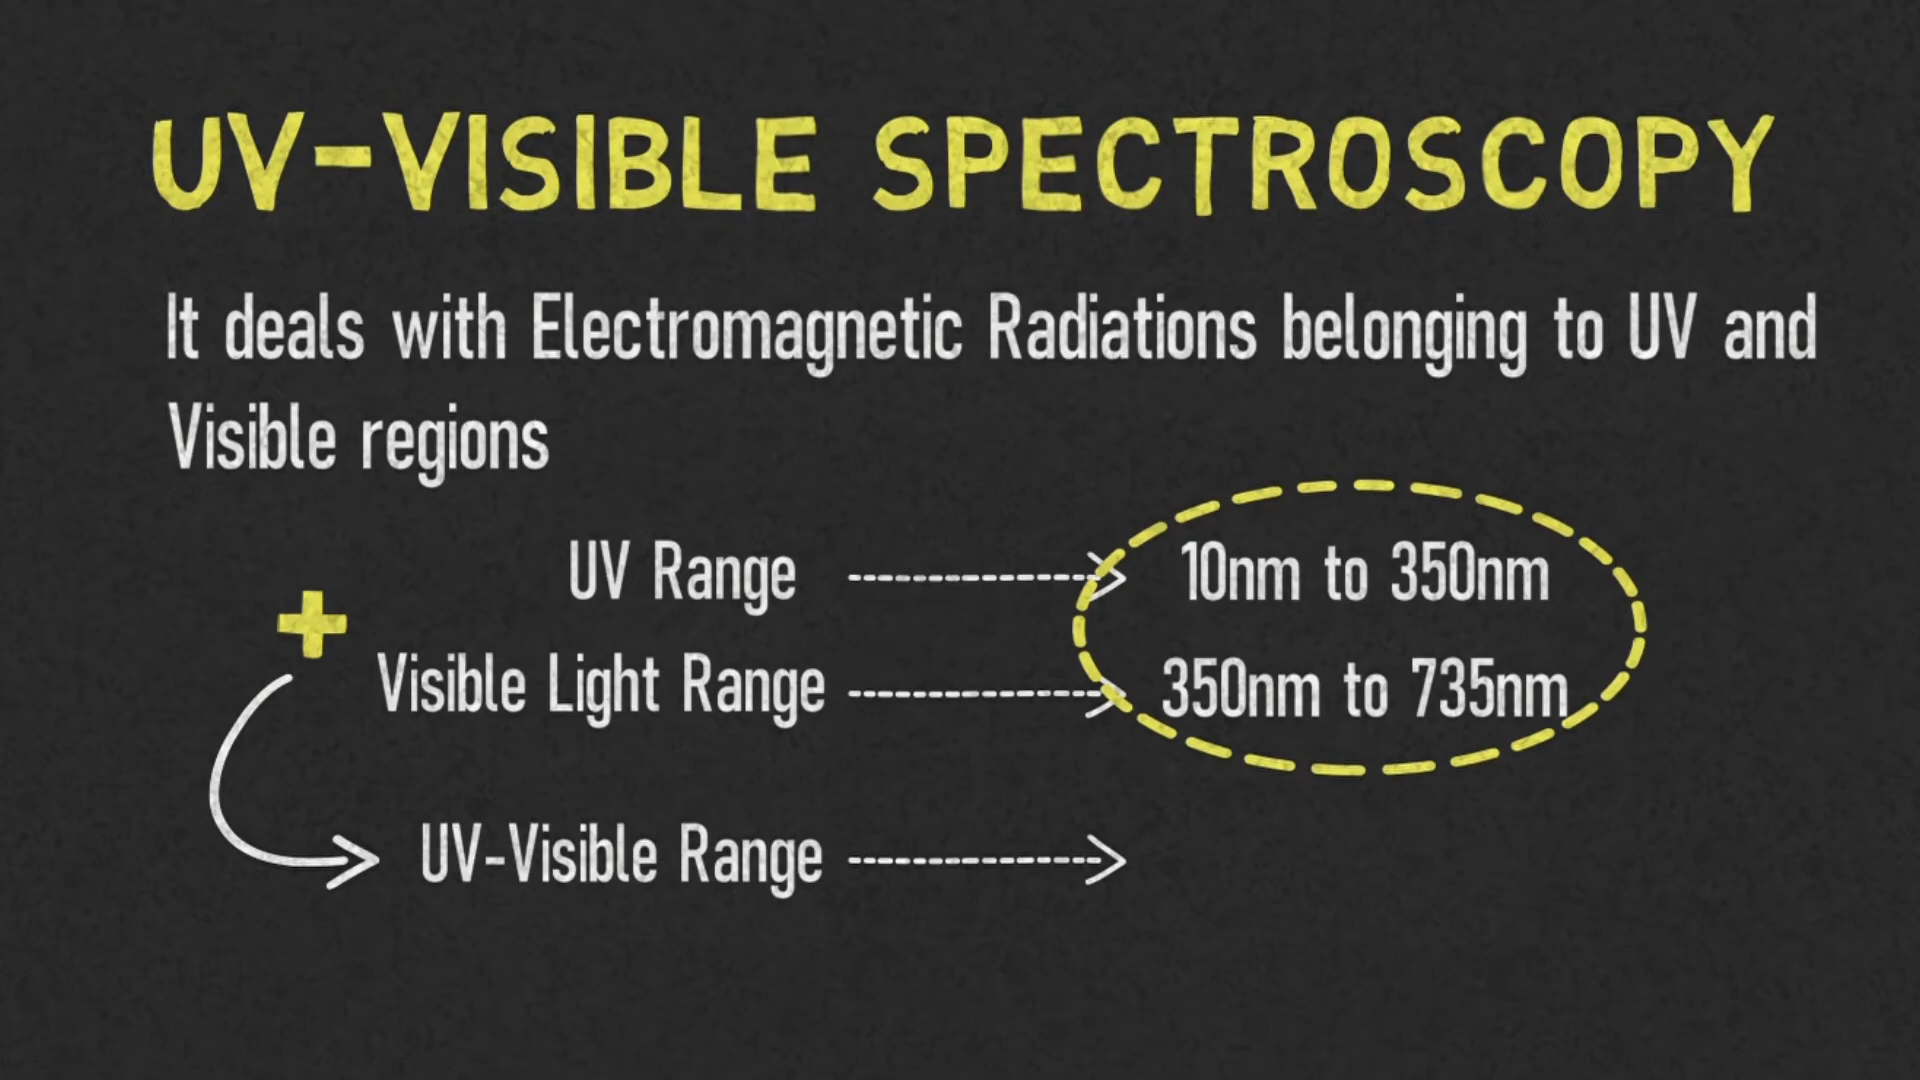 UV-VISIBLE SPECTROSCOPY
It deals with Electromagnetic Radiations belonging to UV and
Visible regions
UV Range 10nm to 350nm
+
Visible Light Range 350nm to 735nm
UV-Visible Range